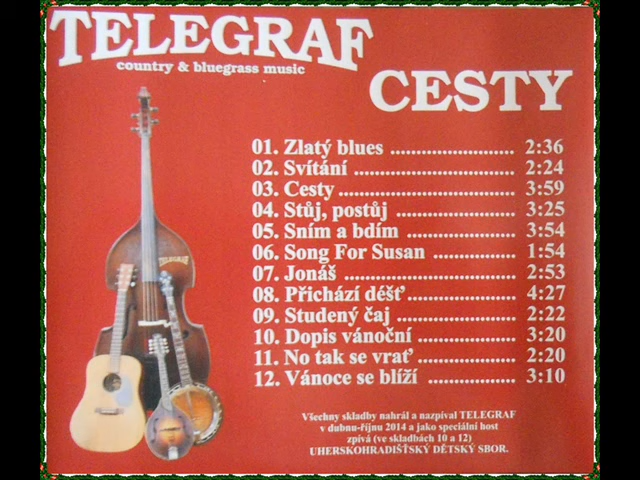 TELEGRAF
country & bluegrass music
CESTY
01. Zlatý blues ........................ 2:36
02. Svítání ............................... 2:24
03. Cesty ................................. 3:59
04. Stůj, postůj ....................... 3:25
05. Sním a bdím ..................... 3:54
06. Song For Susan ................ 1:54
07. Jonáš ................................. 2:53
08. Přichází déšť..................... 4:27
09. Studený čaj ....................... 2:22
10. Dopis vánoční ................... 3:20
11. No tak se vrať ................... 2:20
12. Vánoce se blíží ................. 3:10
TELEGRAF
Všechny skladby nahrál a nazpíval TELEGRAF
v dubnu-říjnu 2014 a jako speciální host
zpívá (ve skladbách 10 a 12)
UHERSKOHRADIŠŤSKÝ DĚTSKÝ SBOR.